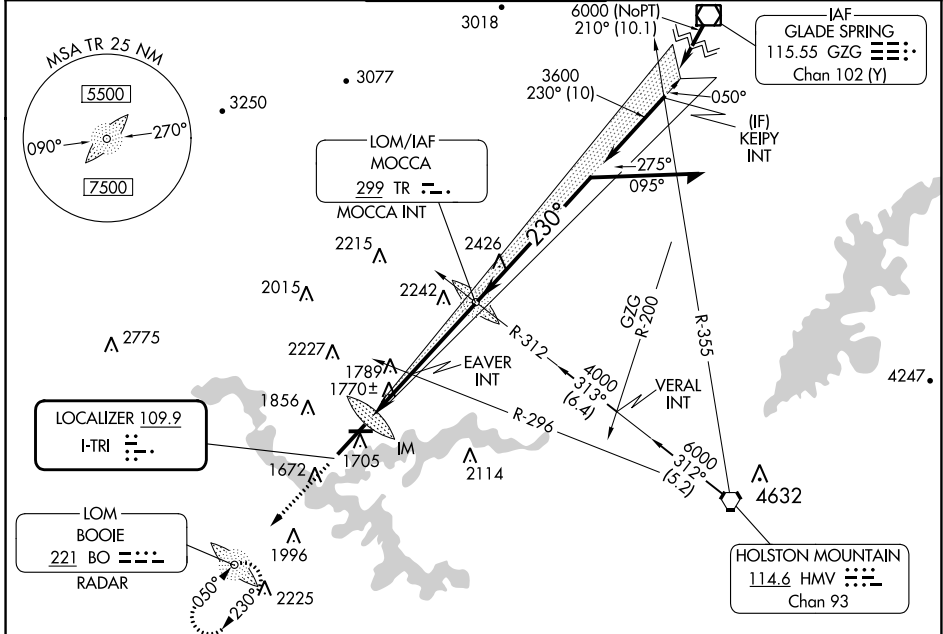 MSA TR 25 NM
5500
090°
270°
7500
3018
3077
3250
6000 (NoPT)
210° (10.1)
IAF
GLADE SPRING
115.55 GZG
Chan 102 (Y)
3600
230° (10)
050°
(IF)
KEIPY
INT
LOM/IAF
MOCCA
299 TR
MOCCA INT
275°
095°
230°
2215
2426
2015
2242
2775
2227
R-312
GZG
R-200
R-355
1789
1770±
EAVER
INT
4000
313°
(6.4)
VERAL
INT
4247
1856
LOCALIZER 109.9
I-TRI
R-296
IM
1705
1672
2114
6000
312°
(5.2)
4632
LOM
BOOIE
221 BO
RADAR
1996
050°
230°
2225
HOLSTON MOUNTAIN
114.6 HMV
Chan 93